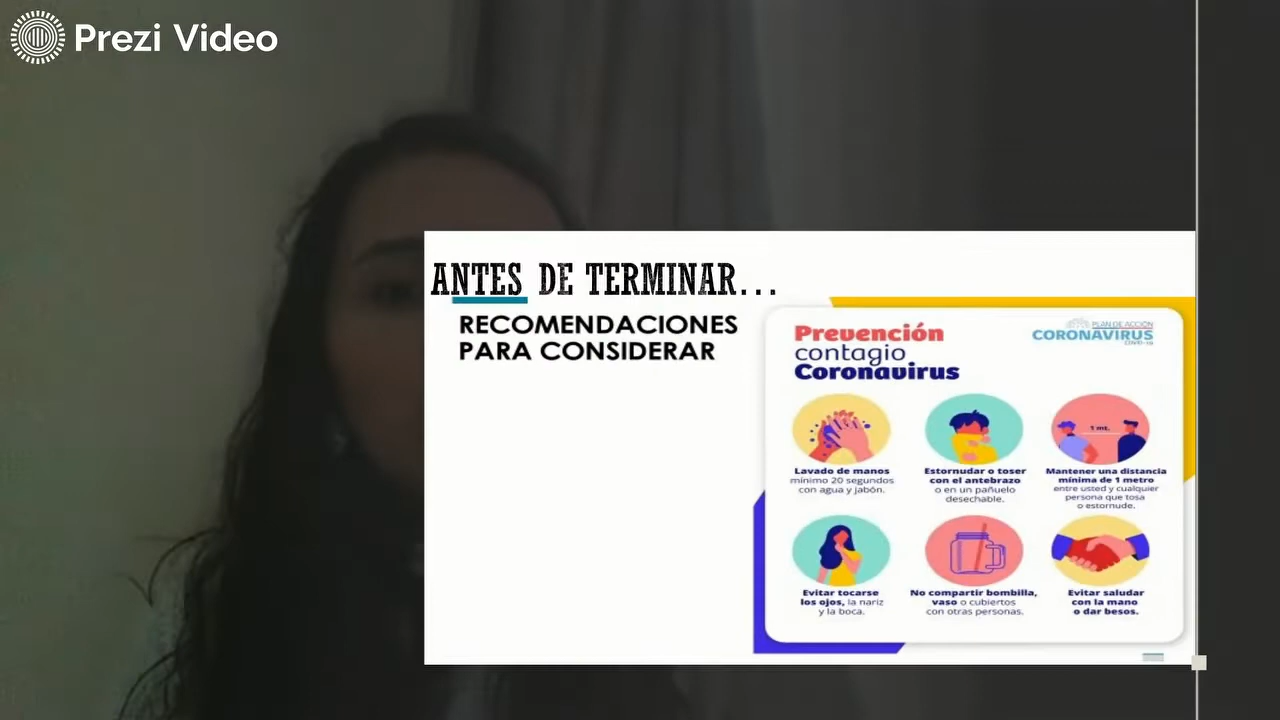 Prezi Video
ANTES DE TERMINAR...
RECOMENDACIONES
PARA CONSIDERAR
Prevención
contagio
Coronavirus
PLAN DE ACCIÓN
CORONAVIRUS
COVID-19
Lavado de manos
mínimo 20 segundos
con agua y jabón.
Estornudar o toser
con el antebrazo
o en un pañuelo
desechable.
1 mt.
Mantener una distancia
mínima de 1 metro
entre usted y cualquier
persona que tosa
o estornude.
Evitar tocarse
los ojos, la nariz
y la boca.
No compartir bombilla,
vaso o cubiertos
con otras personas.
Evitar saludar
con la mano
o dar besos.